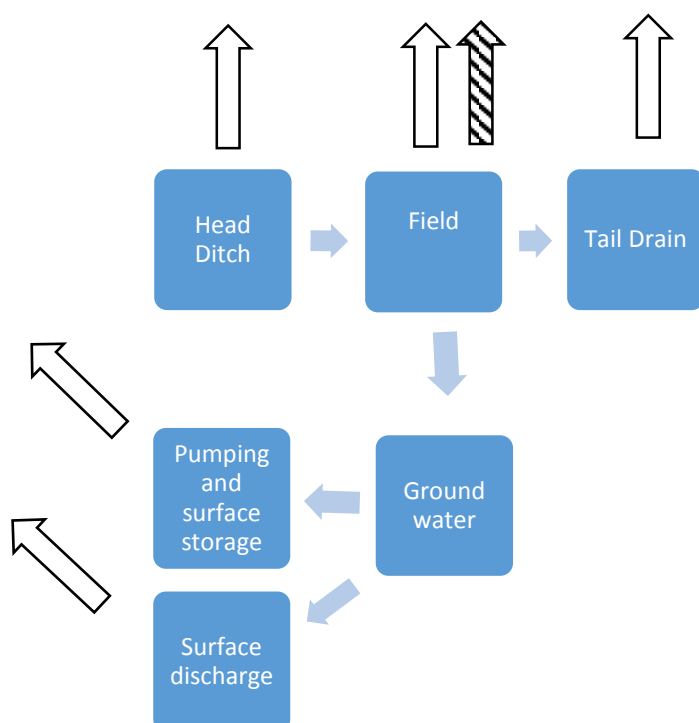 Head
Ditch
Field
Tail Drain
Pumping
and
surface
storage
Ground
water
Surface
discharge